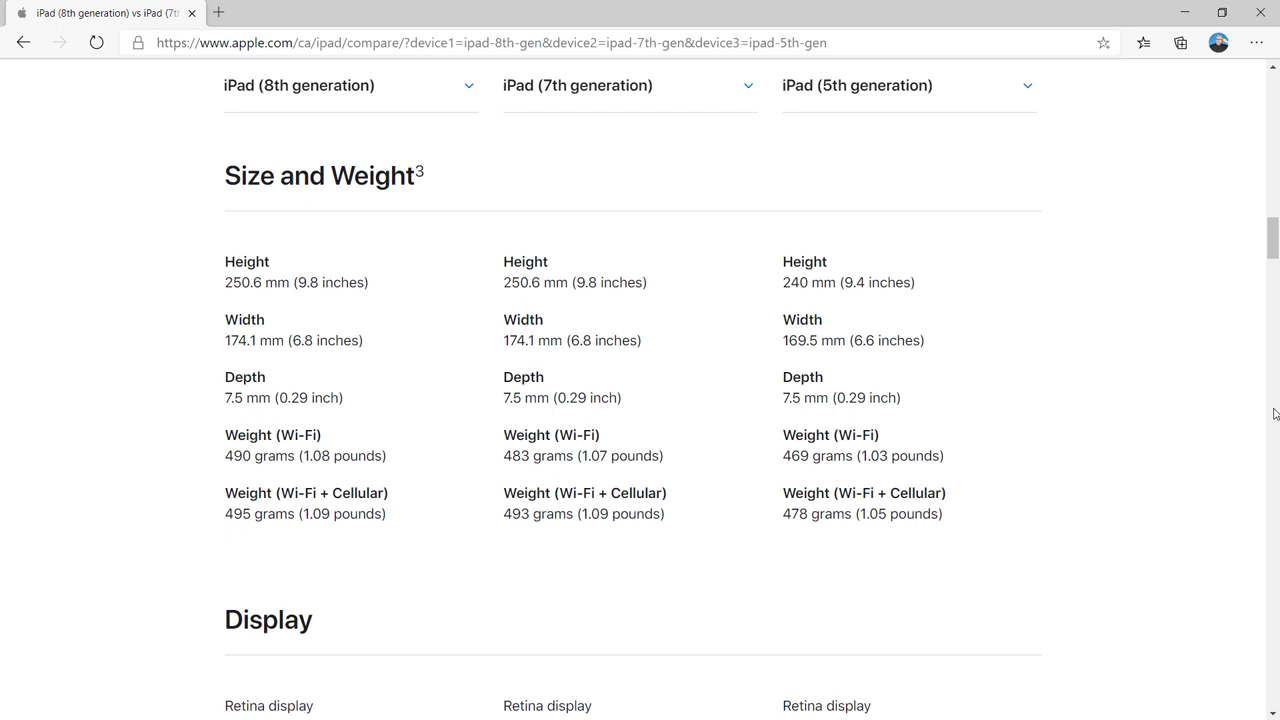 iPad (8th generation) vs iPad (7th
https://www.apple.com/ca/ipad/compare/?device1=ipad-8th-gen&device2=ipad-7th-gen&device3=ipad-5th-gen
iPad (8th generation) iPad (7th generation) iPad (5th generation)
Size and Weight³
Height Height Height
250.6 mm (9.8 inches) 250.6 mm (9.8 inches) 240 mm (9.4 inches)
Width Width Width
174.1 mm (6.8 inches) 174.1 mm (6.8 inches) 169.5 mm (6.6 inches)
Depth Depth Depth
7.5 mm (0.29 inch) 7.5 mm (0.29 inch) 7.5 mm (0.29 inch)
Weight (Wi-Fi) Weight (Wi-Fi) Weight (Wi-Fi)
490 grams (1.08 pounds) 483 grams (1.07 pounds) 469 grams (1.03 pounds)
Weight (Wi-Fi + Cellular) Weight (Wi-Fi + Cellular) Weight (Wi-Fi + Cellular)
495 grams (1.09 pounds) 493 grams (1.09 pounds) 478 grams (1.05 pounds)
Display
Retina display Retina display Retina display